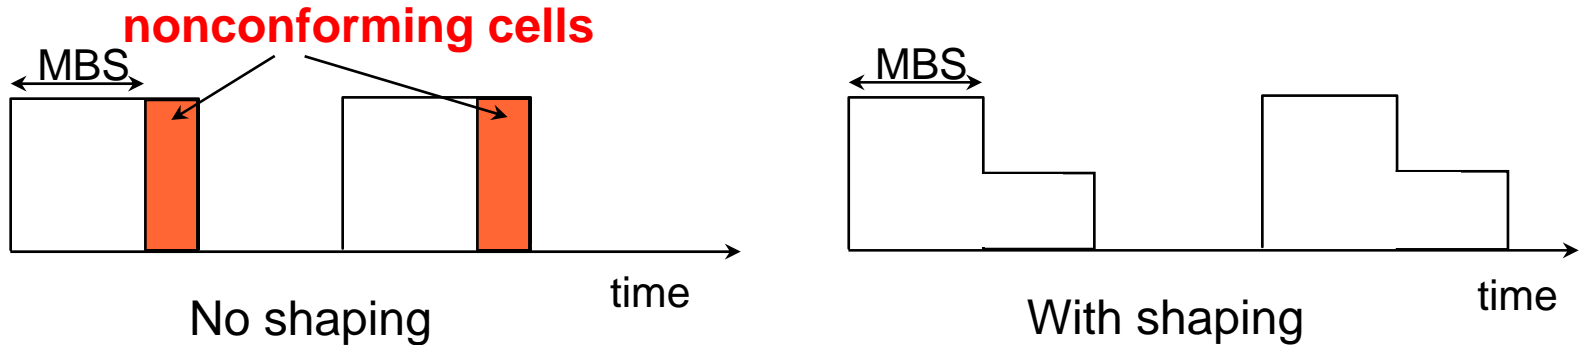 nonconforming cells
MBS
MBS
time
time
No shaping
With shaping